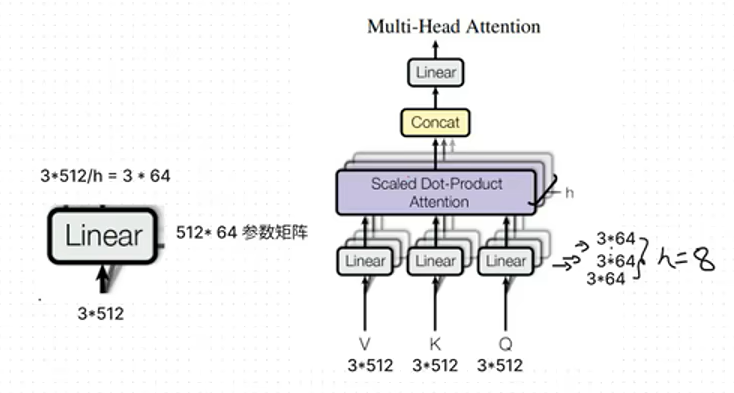 Multi-Head Attention
Linear
Concat
Scaled Dot-Product
Attention
h
Linear
Linear
Linear
V
K
Q
3*512
3*512
3*512
3*64
3*64
3*64
h=8
3*512/h = 3 * 64
Linear
512* 64 参数矩阵
3*512